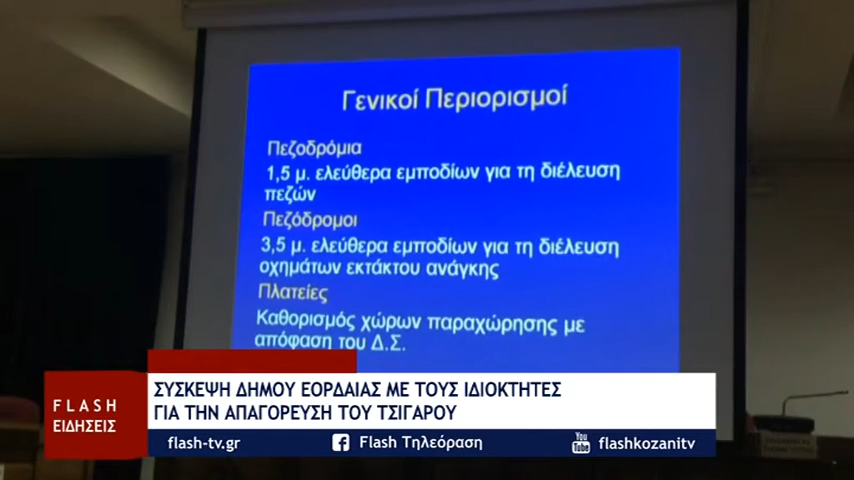 Γενικοί Περιορισμοί
Πεζοδρόμια
1,5 μ. ελεύθερα εμποδίων για τη διέλευση
πεζών
Πεζόδρομοι
3,5 μ. ελεύθερα εμποδίων για τη διέλευση
οχημάτων εκτάκτου ανάγκης
Πλατείες
Καθορισμός χώρων παραχώρησης με
απόφαση του Δ.Σ.
FLASH
ΕΙΔΗΣΕΙΣ
ΣΥΣΚΕΨΗ ΔΗΜΟΥ ΕΟΡΔΑΙΑΣ ΜΕ ΤΟΥΣ ΙΔΙΟΚΤΗΤΕΣ
ΓΙΑ ΤΗΝ ΑΠΑΓΟΡΕΥΣΗ ΤΟΥ ΤΣΙΓΑΡΟΥ
flash-tv.gr
Flash Τηλεόραση
You Tube
flashkozanitv